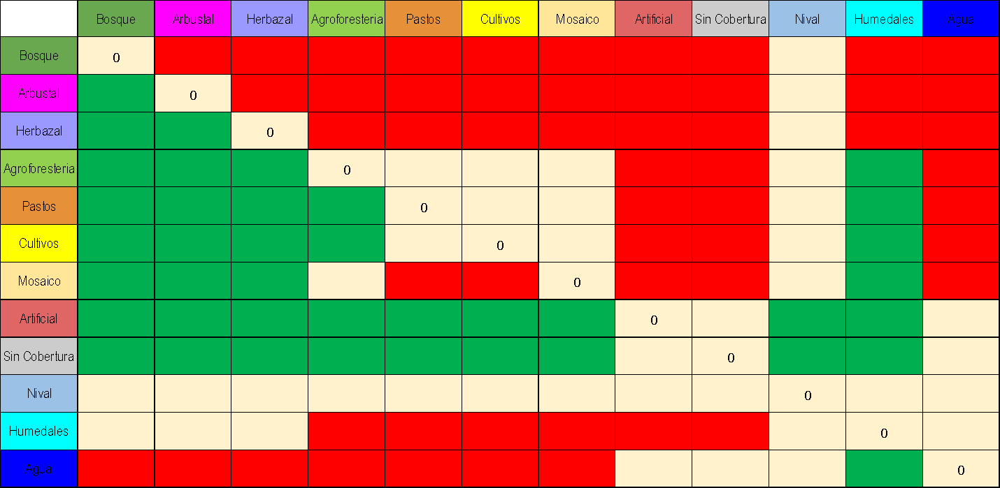 Bosque Arbustal Herbazal Agroforesteria Pastos Cultivos Mosaico Artificial Sin Cobertura Nival Humedales Agua
Bosque 0
Arbustal 0
Herbazal 0
Agroforesteria 0
Pastos 0
Cultivos 0
Mosaico 0
Artificial 0
Sin Cobertura 0
Nival 0
Humedales 0
Agua 0